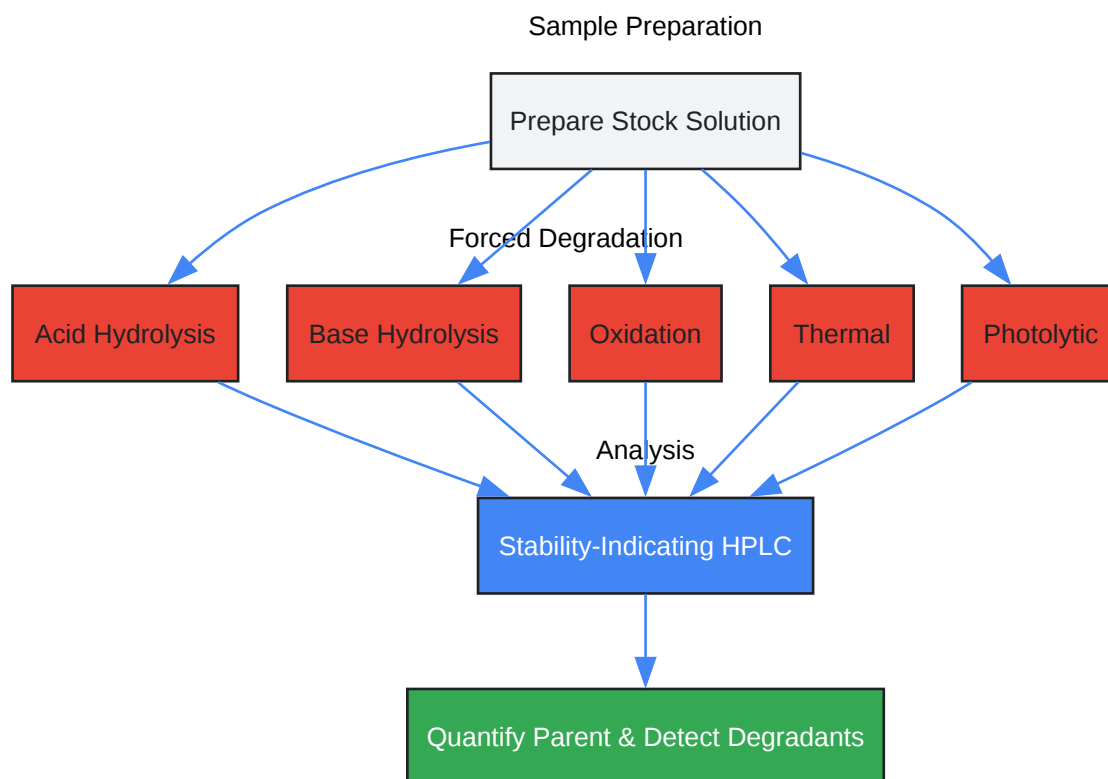 Sample Preparation
Prepare Stock Solution
Forced Degradation
Acid Hydrolysis
Base Hydrolysis
Oxidation
Thermal
Photolytic
Analysis
Stability-Indicating HPLC
Quantify Parent & Detect Degradants